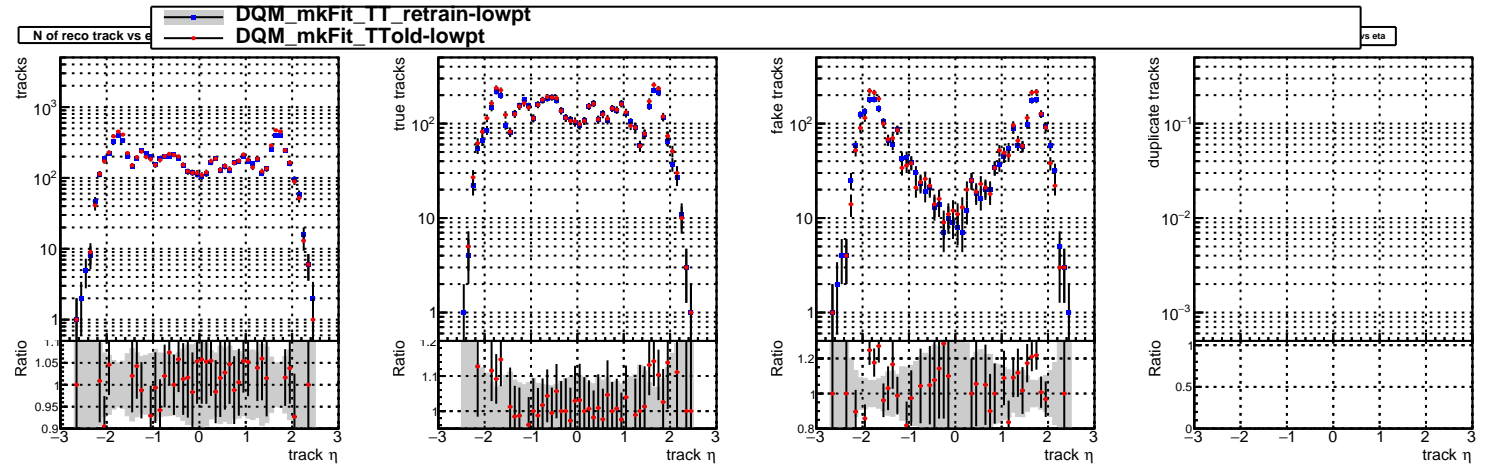 DQM_mkFit_TT_retrain-lowpt
DQM_mkFit_TTold-lowpt
N of reco track vs e
vs eta
tracks
10³
10²
10
1
Ratio
1.1
1.05
1
0.95
0.9
−3 −2 −1 0 1 2 3
track η
true tracks
10²
10
1
Ratio
1.2
1.1
1
−3 −2 −1 0 1 2 3
track η
fake tracks
10²
10
1
Ratio
1.2
1
0.8
−3 −2 −1 0 1 2 3
track η
duplicate tracks
10⁻¹
10⁻²
10⁻³
Ratio
1
0.5
0
−3 −2 −1 0 1 2 3
track η